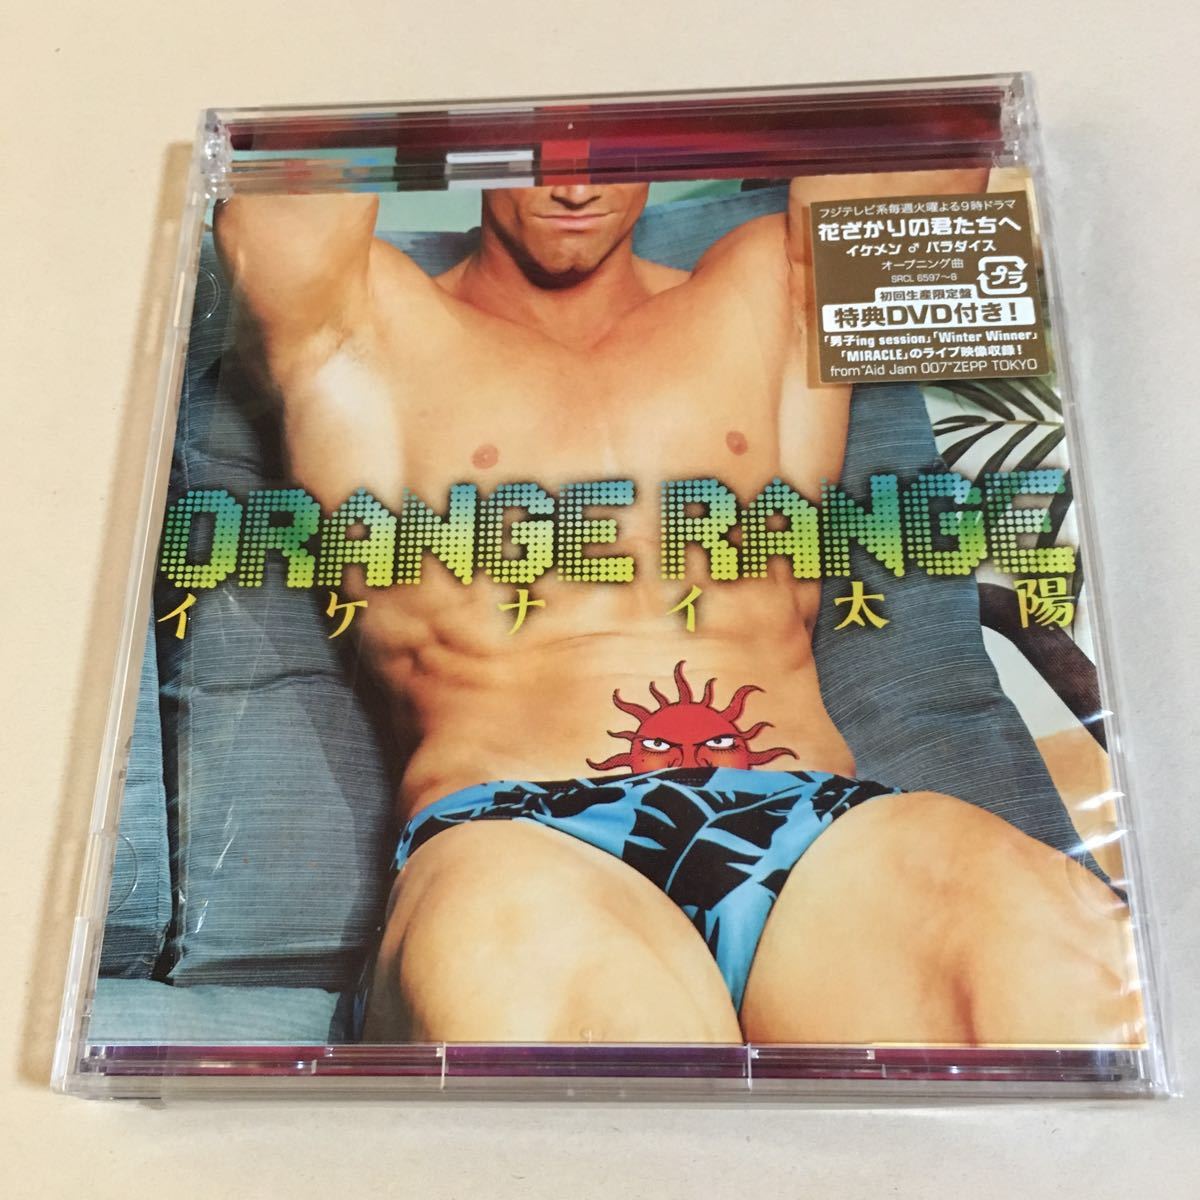 フジテレビ系毎週火曜よる9時ドラマ
花ざかりの君たちへ
イケメン♂パラダイス
オープニング曲
SRCL 6597〜8
プラ
初回生産限定盤
特典DVD付き!
「男子ing session」「Winter Winner」
「MIRACLE」のライブ映像収録!
from"Aid Jam 007"ZEPP TOKYO
ORANGE RANGE
イケナイ太陽